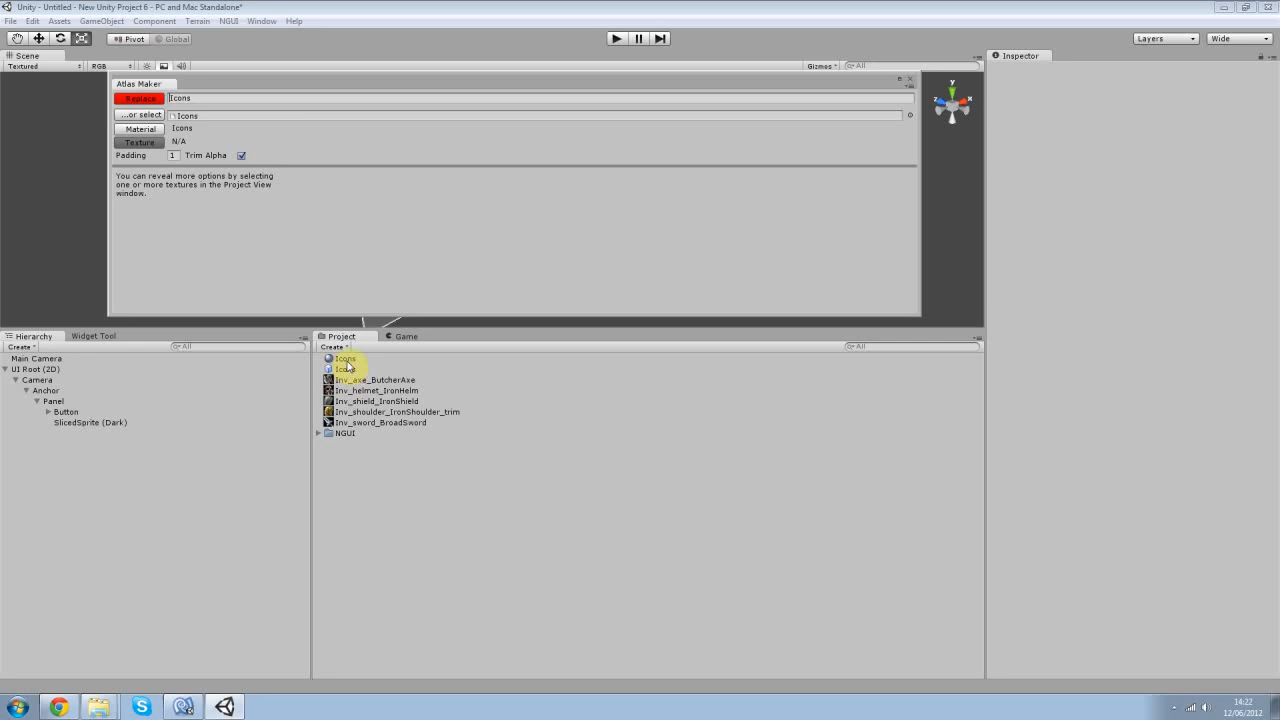 Unity - Untitled - New Unity Project 6 - PC and Mac Standalone*
File Edit Assets GameObject Component Terrain NGUI Window Help
Pivot Global Layers Wide
Scene Inspector
Textured RGB Gizmos All
Atlas Maker
Replace Icons
...or select Icons
Material Icons
Texture N/A
Padding 1 Trim Alpha
You can reveal more options by selecting
one or more textures in the Project View
window.
y
z x
Hierarchy Widget Tool
Create All
Main Camera
UI Root (2D)
Camera
Anchor
Panel
Button
SlicedSprite (Dark)
Project Game
Create All
Icons
Icons
Inv_axe_ButcherAxe
Inv_helmet_IronHelm
Inv_shield_IronShield
Inv_shoulder_IronShoulder_trim
Inv_sword_BroadSword
NGUI
14:22
12/06/2012